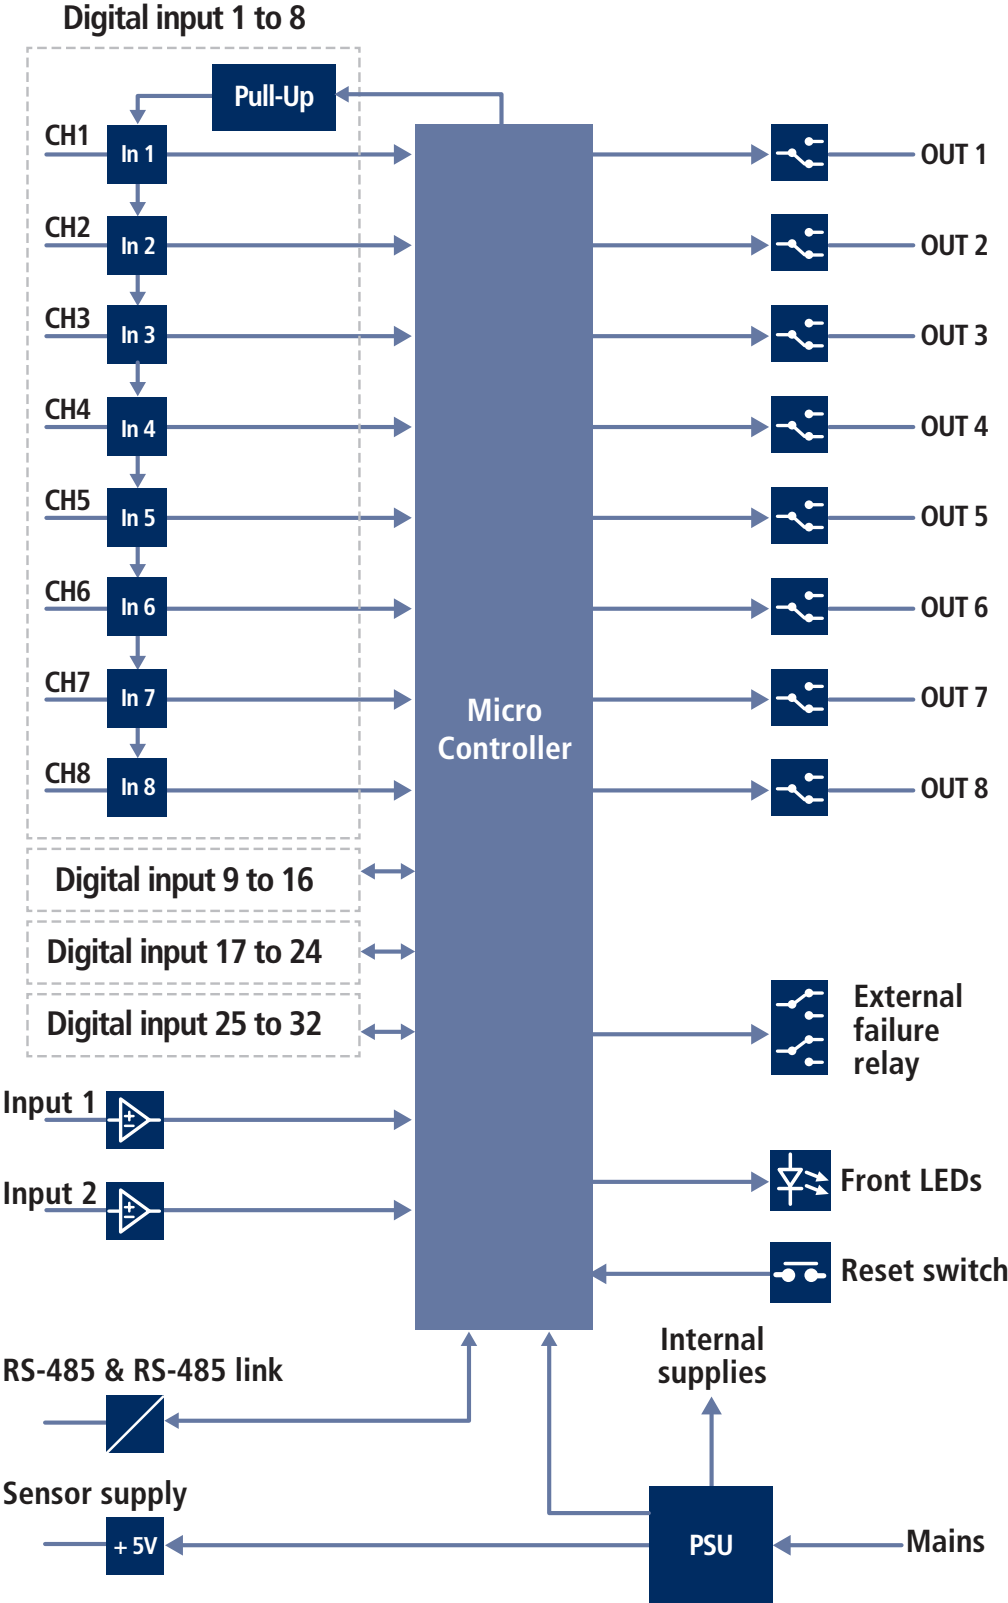 Digital input 1 to 8
Pull-Up
CH1
In 1
OUT 1
CH2
In 2
OUT 2
CH3
In 3
OUT 3
CH4
In 4
OUT 4
CH5
In 5
OUT 5
CH6
In 6
OUT 6
CH7
In 7
OUT 7
Micro
Controller
CH8
In 8
OUT 8
Digital input 9 to 16
Digital input 17 to 24
Digital input 25 to 32
External
failure
relay
Input 1
Input 2
Front LEDs
Reset switch
Internal
supplies
RS-485 & RS-485 link
Sensor supply
+ 5V
PSU
Mains